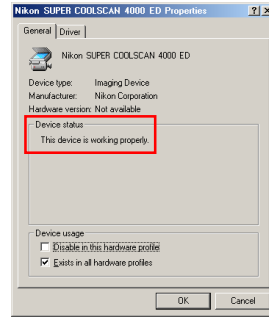 Nikon SUPER COOLSCAN 4000 ED Properties
General Driver
Nikon SUPER COOLSCAN 4000 ED
Device type: Imaging Device
Manufacturer: Nikon Corporation
Hardware version: Not available
Device status
This device is working properly.
Device usage
Disable in this hardware profile
Exists in all hardware profiles
OK Cancel